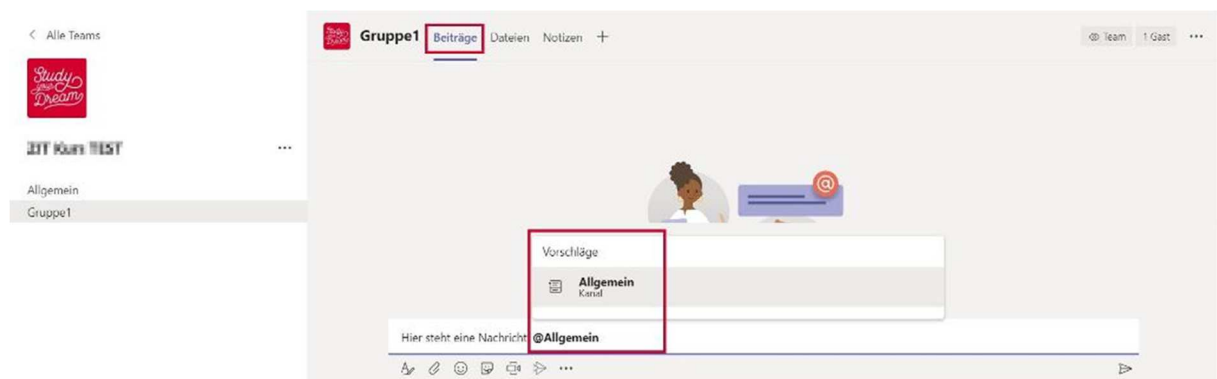 Alle Teams
Study
your
Dream
Allgemein
Gruppe1
Gruppe1 Beiträge Dateien Notizen +
Team 1 Gast ...
Vorschläge
Allgemein
Kanal
Hier steht eine Nachricht @Allgemein